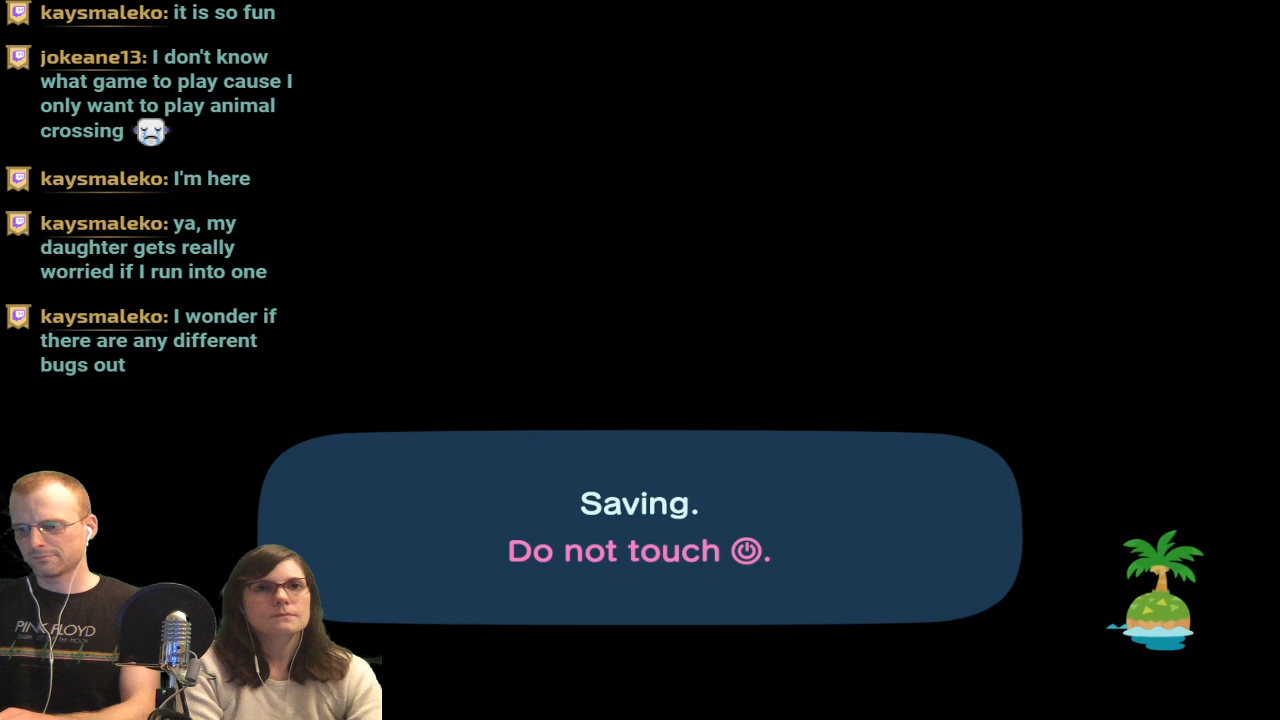 kaysmaleko: it is so fun
jokeane13: I don't know
what game to play cause I
only want to play animal
crossing
kaysmaleko: I'm here
kaysmaleko: ya, my
daughter gets really
worried if I run into one
kaysmaleko: I wonder if
there are any different
bugs out
Saving.
Do not touch .
PINK FLOYD